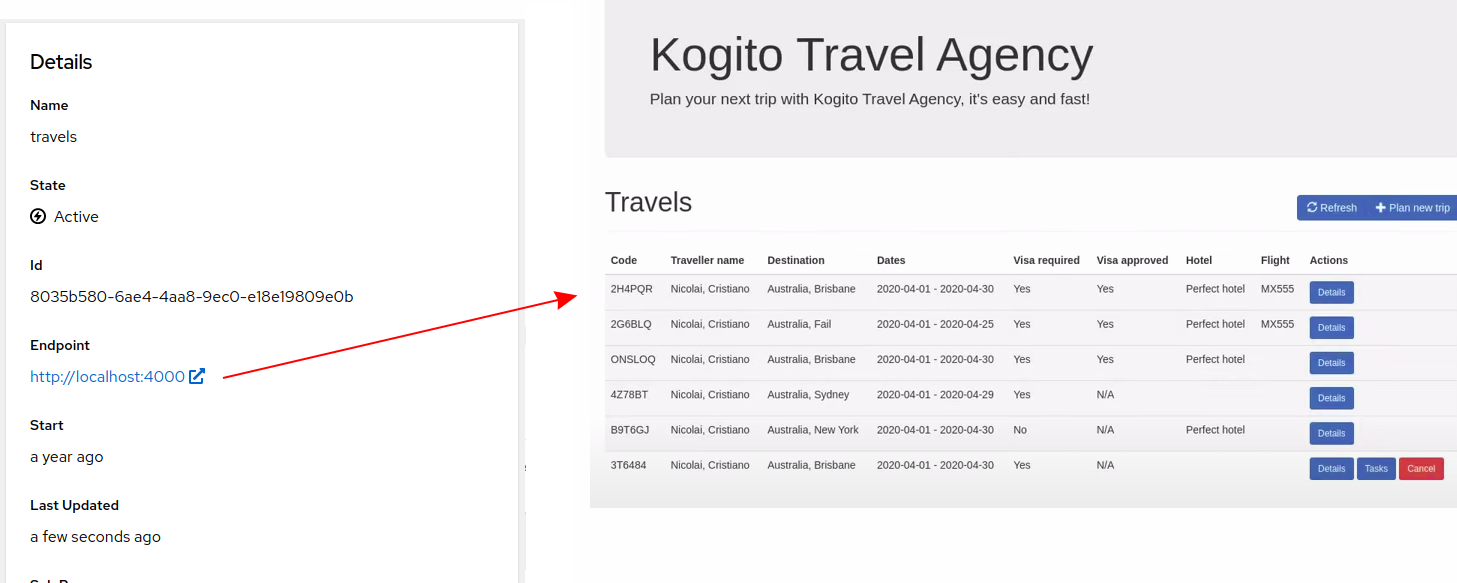 Details
Name
travels
State
Active
Id
8035b580-6ae4-4aa8-9ec0-e18e19809e0b
Endpoint
http://localhost:4000
Start
a year ago
Last Updated
a few seconds ago
Kogito Travel Agency
Plan your next trip with Kogito Travel Agency, it's easy and fast!
Travels
Refresh Plan new trip
Code Traveller name Destination Dates Visa required Visa approved Hotel Flight Actions
2H4PQR Nicolai, Cristiano Australia, Brisbane 2020-04-01 - 2020-04-30 Yes Yes Perfect hotel MX555 Details
2G6BLQ Nicolai, Cristiano Australia, Fail 2020-04-01 - 2020-04-25 Yes Yes Perfect hotel MX555 Details
ONSLOQ Nicolai, Cristiano Australia, Brisbane 2020-04-01 - 2020-04-30 Yes Yes Perfect hotel Details
4Z78BT Nicolai, Cristiano Australia, Sydney 2020-04-01 - 2020-04-29 Yes N/A Details
B9T6GJ Nicolai, Cristiano Australia, New York 2020-04-01 - 2020-04-30 No N/A Perfect hotel Details
3T6484 Nicolai, Cristiano Australia, Brisbane 2020-04-01 - 2020-04-30 Yes N/A Details Tasks Cancel